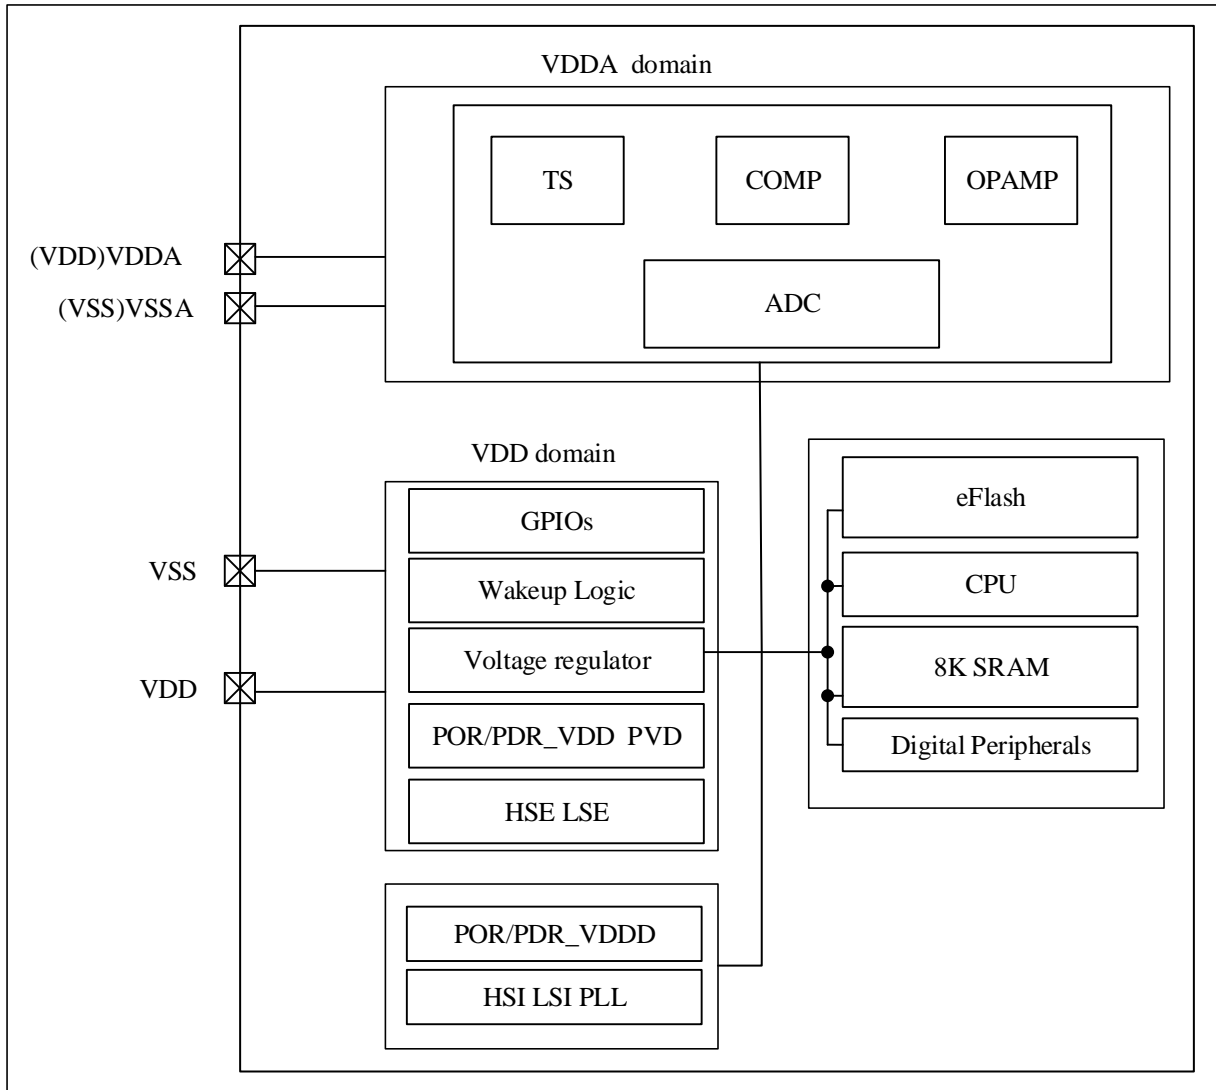 VDDA domain
TS
COMP
OPAMP
(VDD)VDDA
(VSS)VSSA
ADC
VDD domain
GPIOs
Wakeup Logic
Voltage regulator
POR/PDR_VDD PVD
HSE LSE
VSS
VDD
eFlash
CPU
8K SRAM
Digital Peripherals
POR/PDR_VDDD
HSI LSI PLL